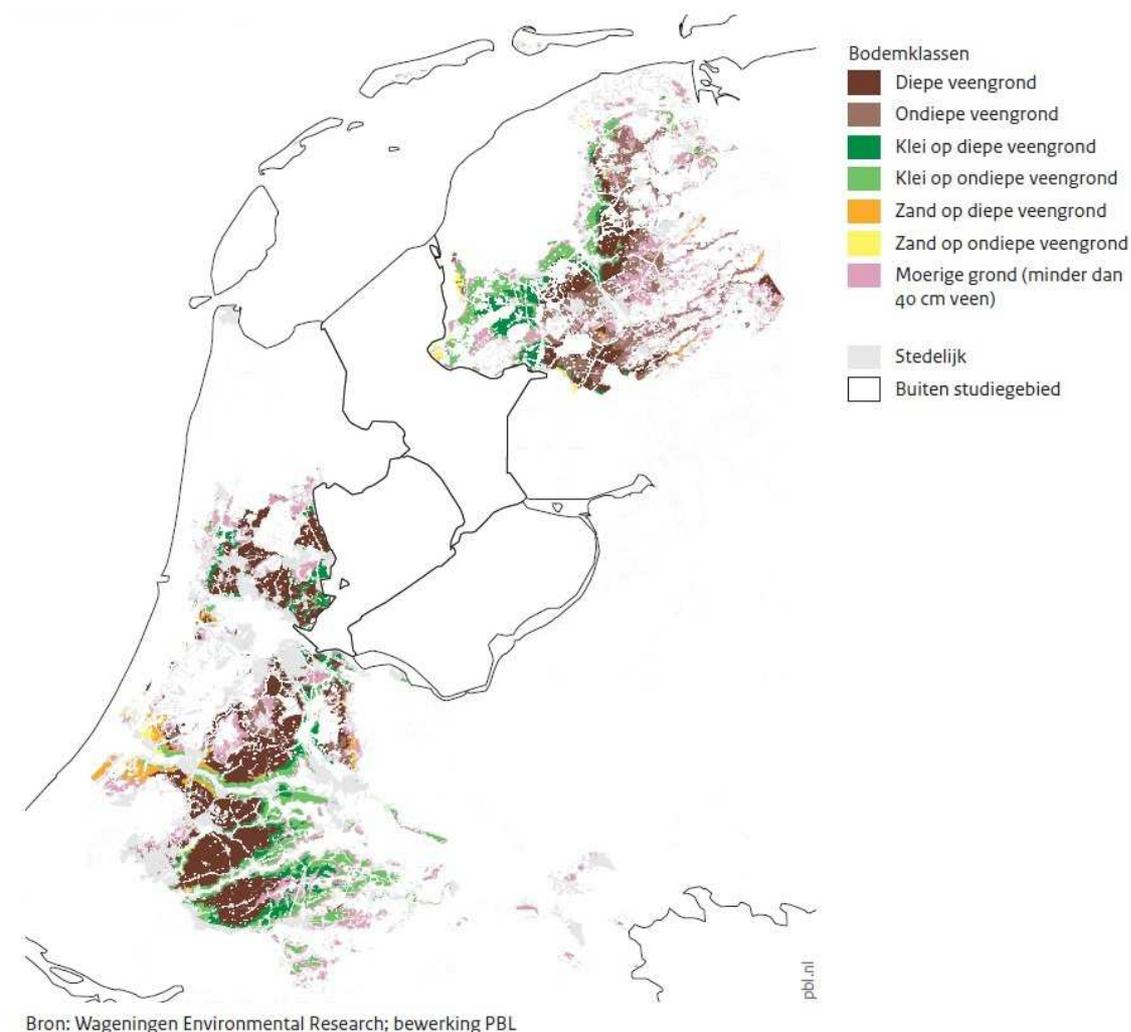 Bodemklassen
Diepe veengrond
Ondiepe veengrond
Klei op diepe veengrond
Klei op ondiepe veengrond
Zand op diepe veengrond
Zand op ondiepe veengrond
Moerige grond (minder dan
40 cm veen)
Stedelijk
Buiten studiegebied
pbl.nl
Bron: Wageningen Environmental Research; bewerking PBL